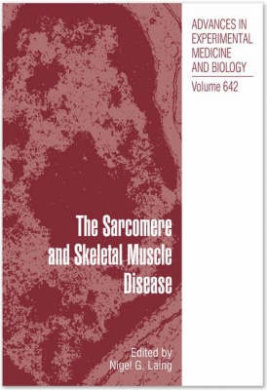 ADVANCES IN
EXPERIMENTAL
MEDICINE
AND BIOLOGY
Volume 642
The Sarcomere
and Skeletal Muscle
Disease
Edited by
Nigel G. Laing